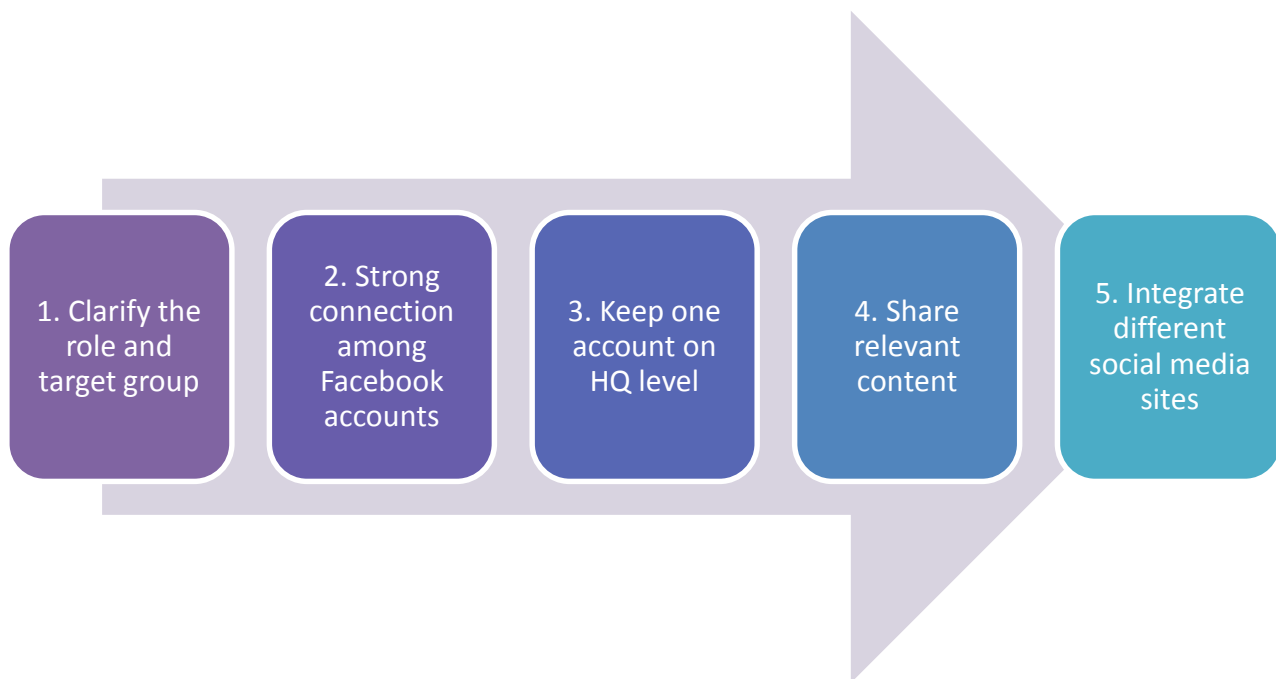 1. Clarify the
role and
target group
2. Strong
connection
among
Facebook
accounts
3. Keep one
account on
HQ level
4. Share
relevant
content
5. Integrate
different
social media
sites